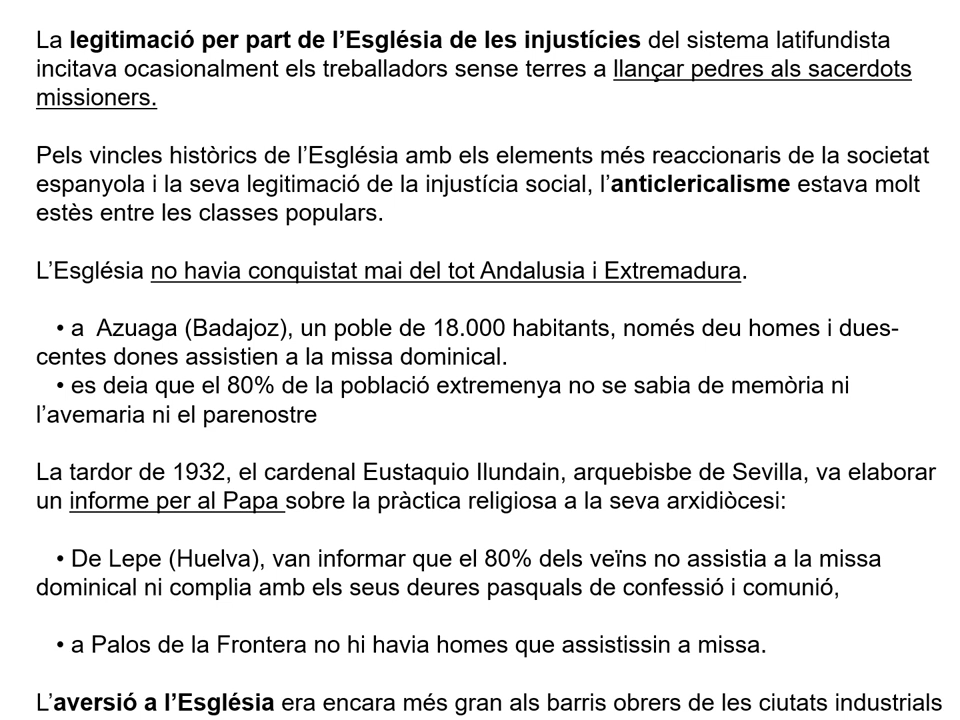 La legitimació per part de l’Església de les injustícies del sistema latifundista
incitava ocasionalment els treballadors sense terres a llançar pedres als sacerdots
missioners.
Pels vincles històrics de l’Església amb els elements més reaccionaris de la societat
espanyola i la seva legitimació de la injustícia social, l’anticlericalisme estava molt
estès entre les classes populars.
L’Església no havia conquistat mai del tot Andalusia i Extremadura.
• a  Azuaga (Badajoz), un poble de 18.000 habitants, només deu homes i dues-
centes dones assistien a la missa dominical.
• es deia que el 80% de la població extremenya no se sabia de memòria ni
l’avemaria ni el parenostre
La tardor de 1932, el cardenal Eustaquio Ilundain, arquebisbe de Sevilla, va elaborar
un informe per al Papa sobre la pràctica religiosa a la seva arxidiòcesi:
• De Lepe (Huelva), van informar que el 80% dels veïns no assistia a la missa
dominical ni complia amb els seus deures pasquals de confessió i comunió,
• a Palos de la Frontera no hi havia homes que assistissin a missa.
L’aversió a l’Església era encara més gran als barris obrers de les ciutats industrials